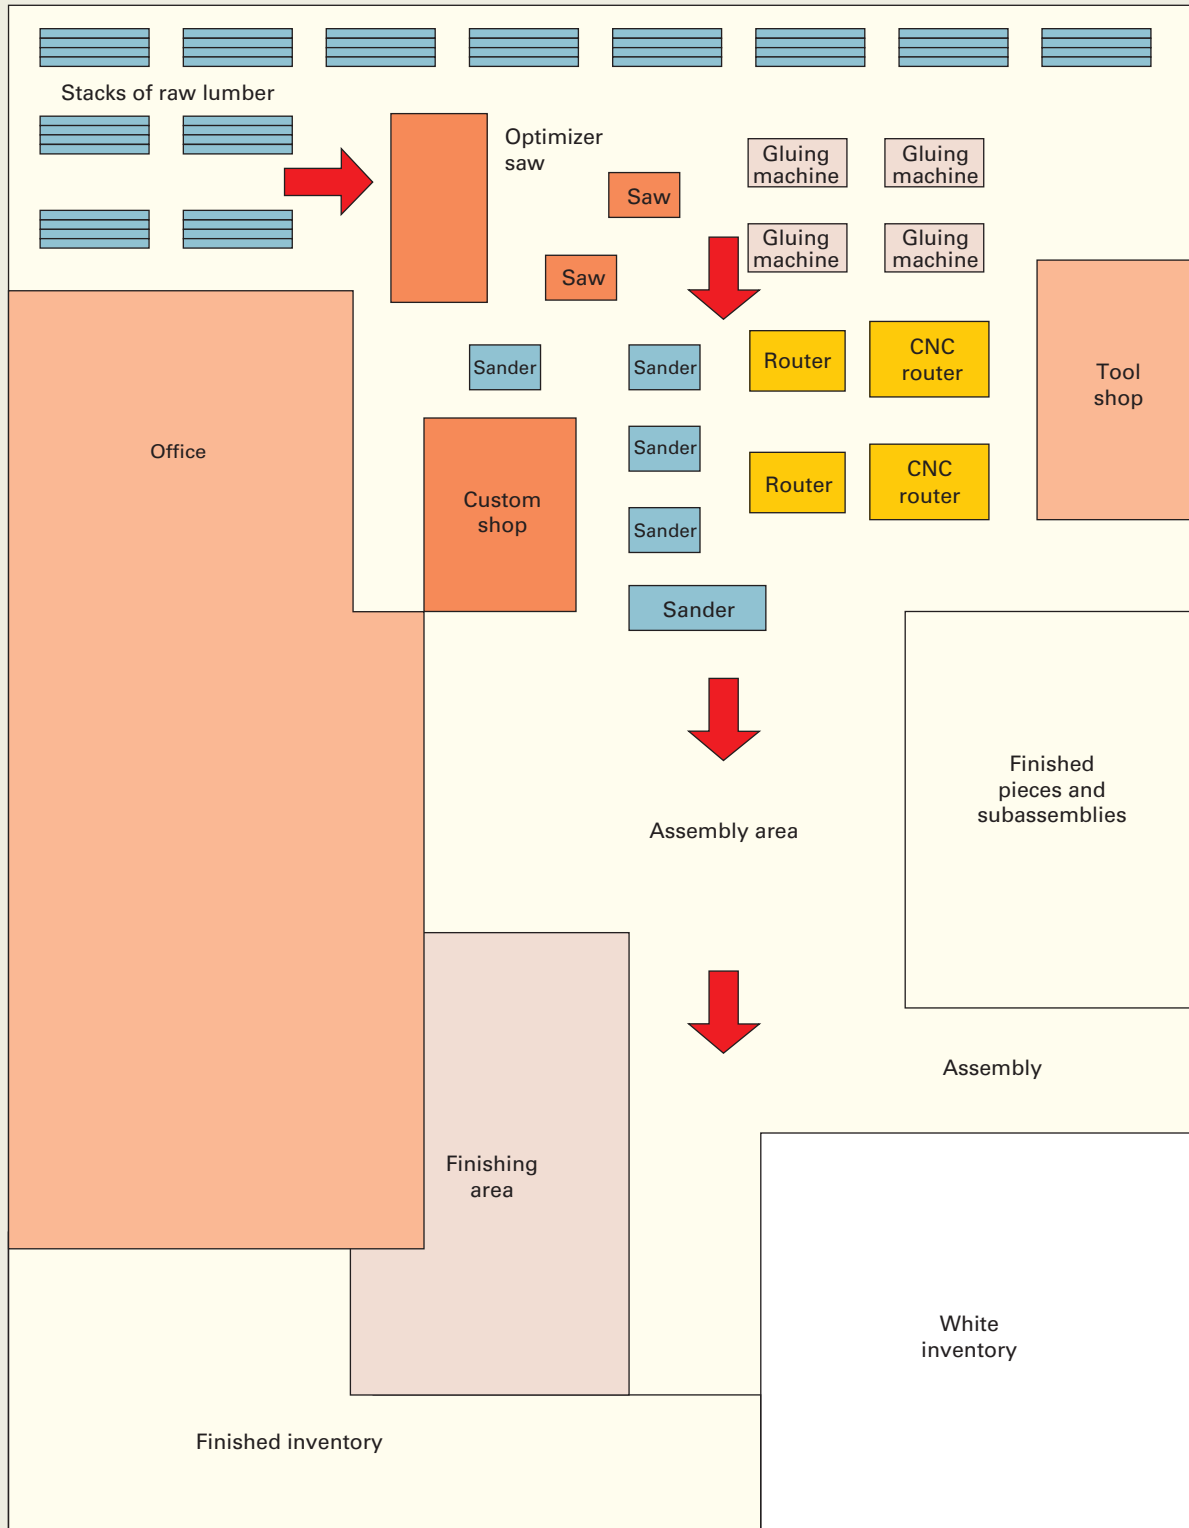 Stacks of raw lumber
Optimizer
saw
Saw
Saw
Gluing
machine
Gluing
machine
Gluing
machine
Gluing
machine
Sander
Sander
Router
CNC
router
Tool
shop
Office
Sander
Custom
shop
Router
CNC
router
Sander
Sander
Finished
pieces and
subassemblies
Assembly area
Assembly
Finishing
area
White
inventory
Finished inventory